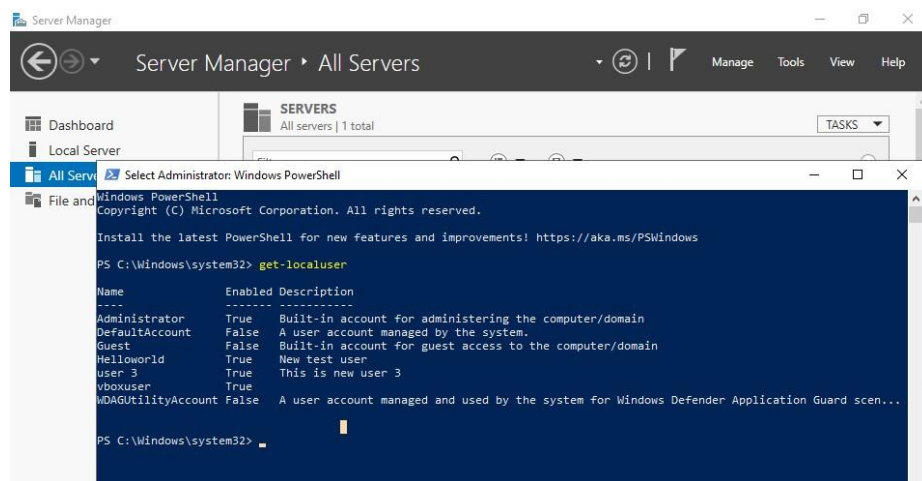 Server Manager
Server Manager • All Servers
Manage Tools View Help
Dashboard
Local Server
All Serve
File and
SERVERS
All servers | 1 total
TASKS
Select Administrator: Windows PowerShell
Windows PowerShell
Copyright (C) Microsoft Corporation. All rights reserved.
Install the latest PowerShell for new features and improvements! https://aka.ms/PSWindows
PS C:\Windows\system32> get-localuser
Name Enabled Description
---- ------- -----------
Administrator True Built-in account for administering the computer/domain
DefaultAccount False A user account managed by the system.
Guest False Built-in account for guest access to the computer/domain
Helloworld True New test user
user 3 True This is new user 3
vboxuser True
WDAGUtilityAccount False A user account managed and used by the system for Windows Defender Application Guard scen...
PS C:\Windows\system32>